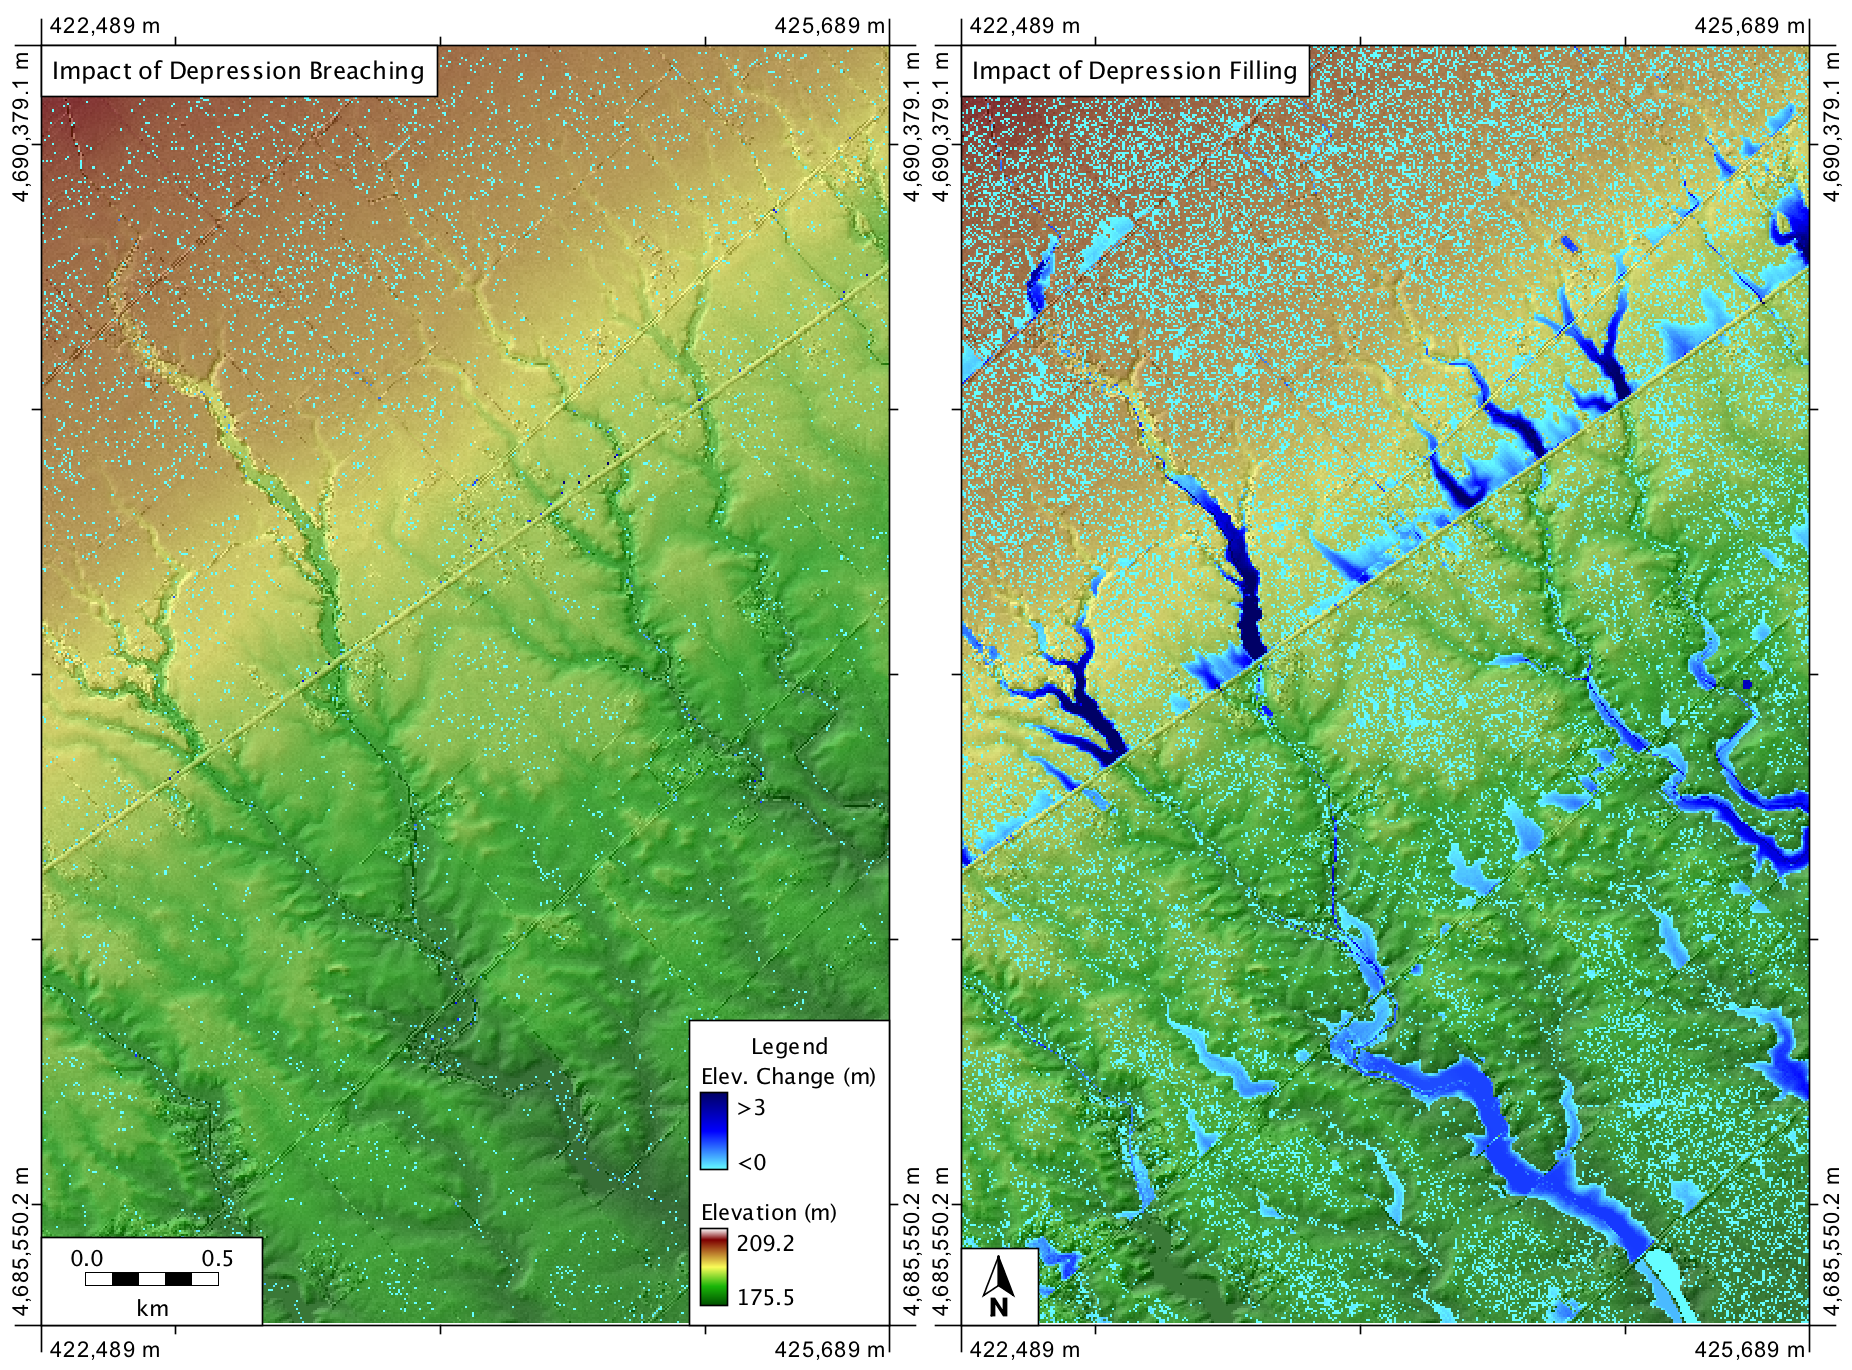 422,489 m
425,689 m
422,489 m
425,689 m
4,690,379.1 m
Impact of Depression Breaching
4,690,379.1 m
4,690,379.1 m
Impact of Depression Filling
4,690,379.1 m
Legend
Elev. Change (m)
>3
<0
Elevation (m)
209.2
175.5
4,685,550.2 m
0.0 0.5
km
4,685,550.2 m
4,685,550.2 m
N
4,685,550.2 m
422,489 m
425,689 m
422,489 m
425,689 m